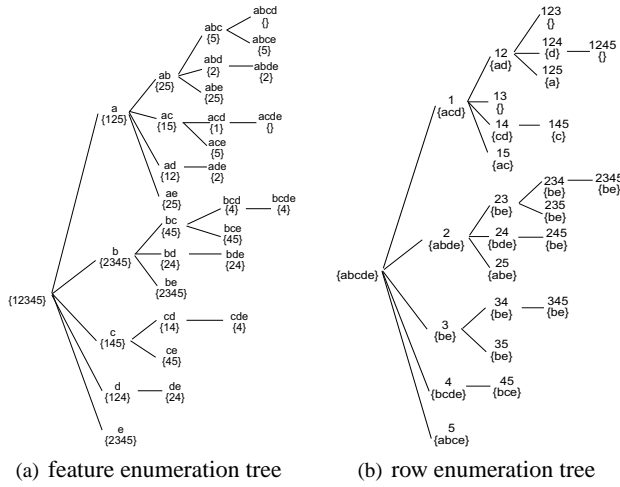 abcd
{}
abc
{5}
abce
{5}
ab
{25}
abd
{2}
abde
{2}
abe
{25}
a
{125}
ac
{15}
acd
{1}
acde
{}
ace
{5}
ad
{12}
ade
{2}
ae
{25}
bcd
{4}
bcde
{4}
bc
{45}
bce
{45}
b
{2345}
bd
{24}
bde
{24}
be
{2345}
{12345}
cd
{14}
cde
{4}
c
{145}
ce
{45}
d
{124}
de
{24}
e
{2345}
(a) feature enumeration tree
123
{}
12
{ad}
124
{d}
1245
{}
125
{a}
1
{acd}
13
{}
14
{cd}
145
{c}
15
{ac}
234
{be}
2345
{be}
23
{be}
235
{be}
2
{abde}
24
{bde}
245
{be}
25
{abe}
{abcde}
34
{be}
345
{be}
3
{be}
35
{be}
4
{bcde}
45
{bce}
5
{abce}
(b) row enumeration tree